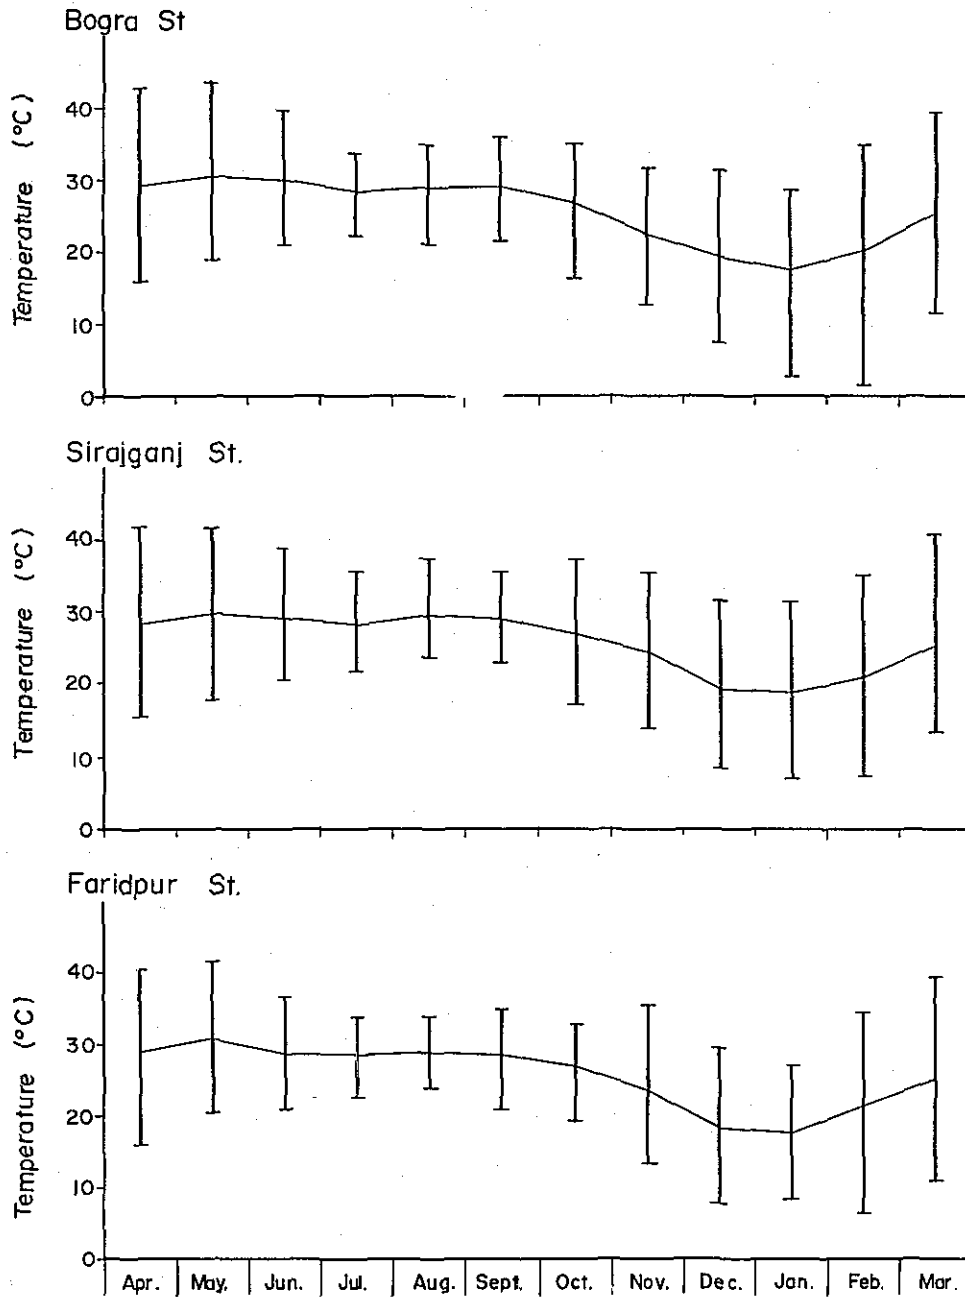 Bogra St
Temperature (°C)
40
30
20
10
0
Sirajganj St.
Temperature (°C)
40
30
20
10
0
Faridpur St.
Temperature (°C)
40
30
20
10
0
Apr. May. Jun. Jul. Aug. Sept. Oct. Nov. Dec. Jan. Feb. Mar.